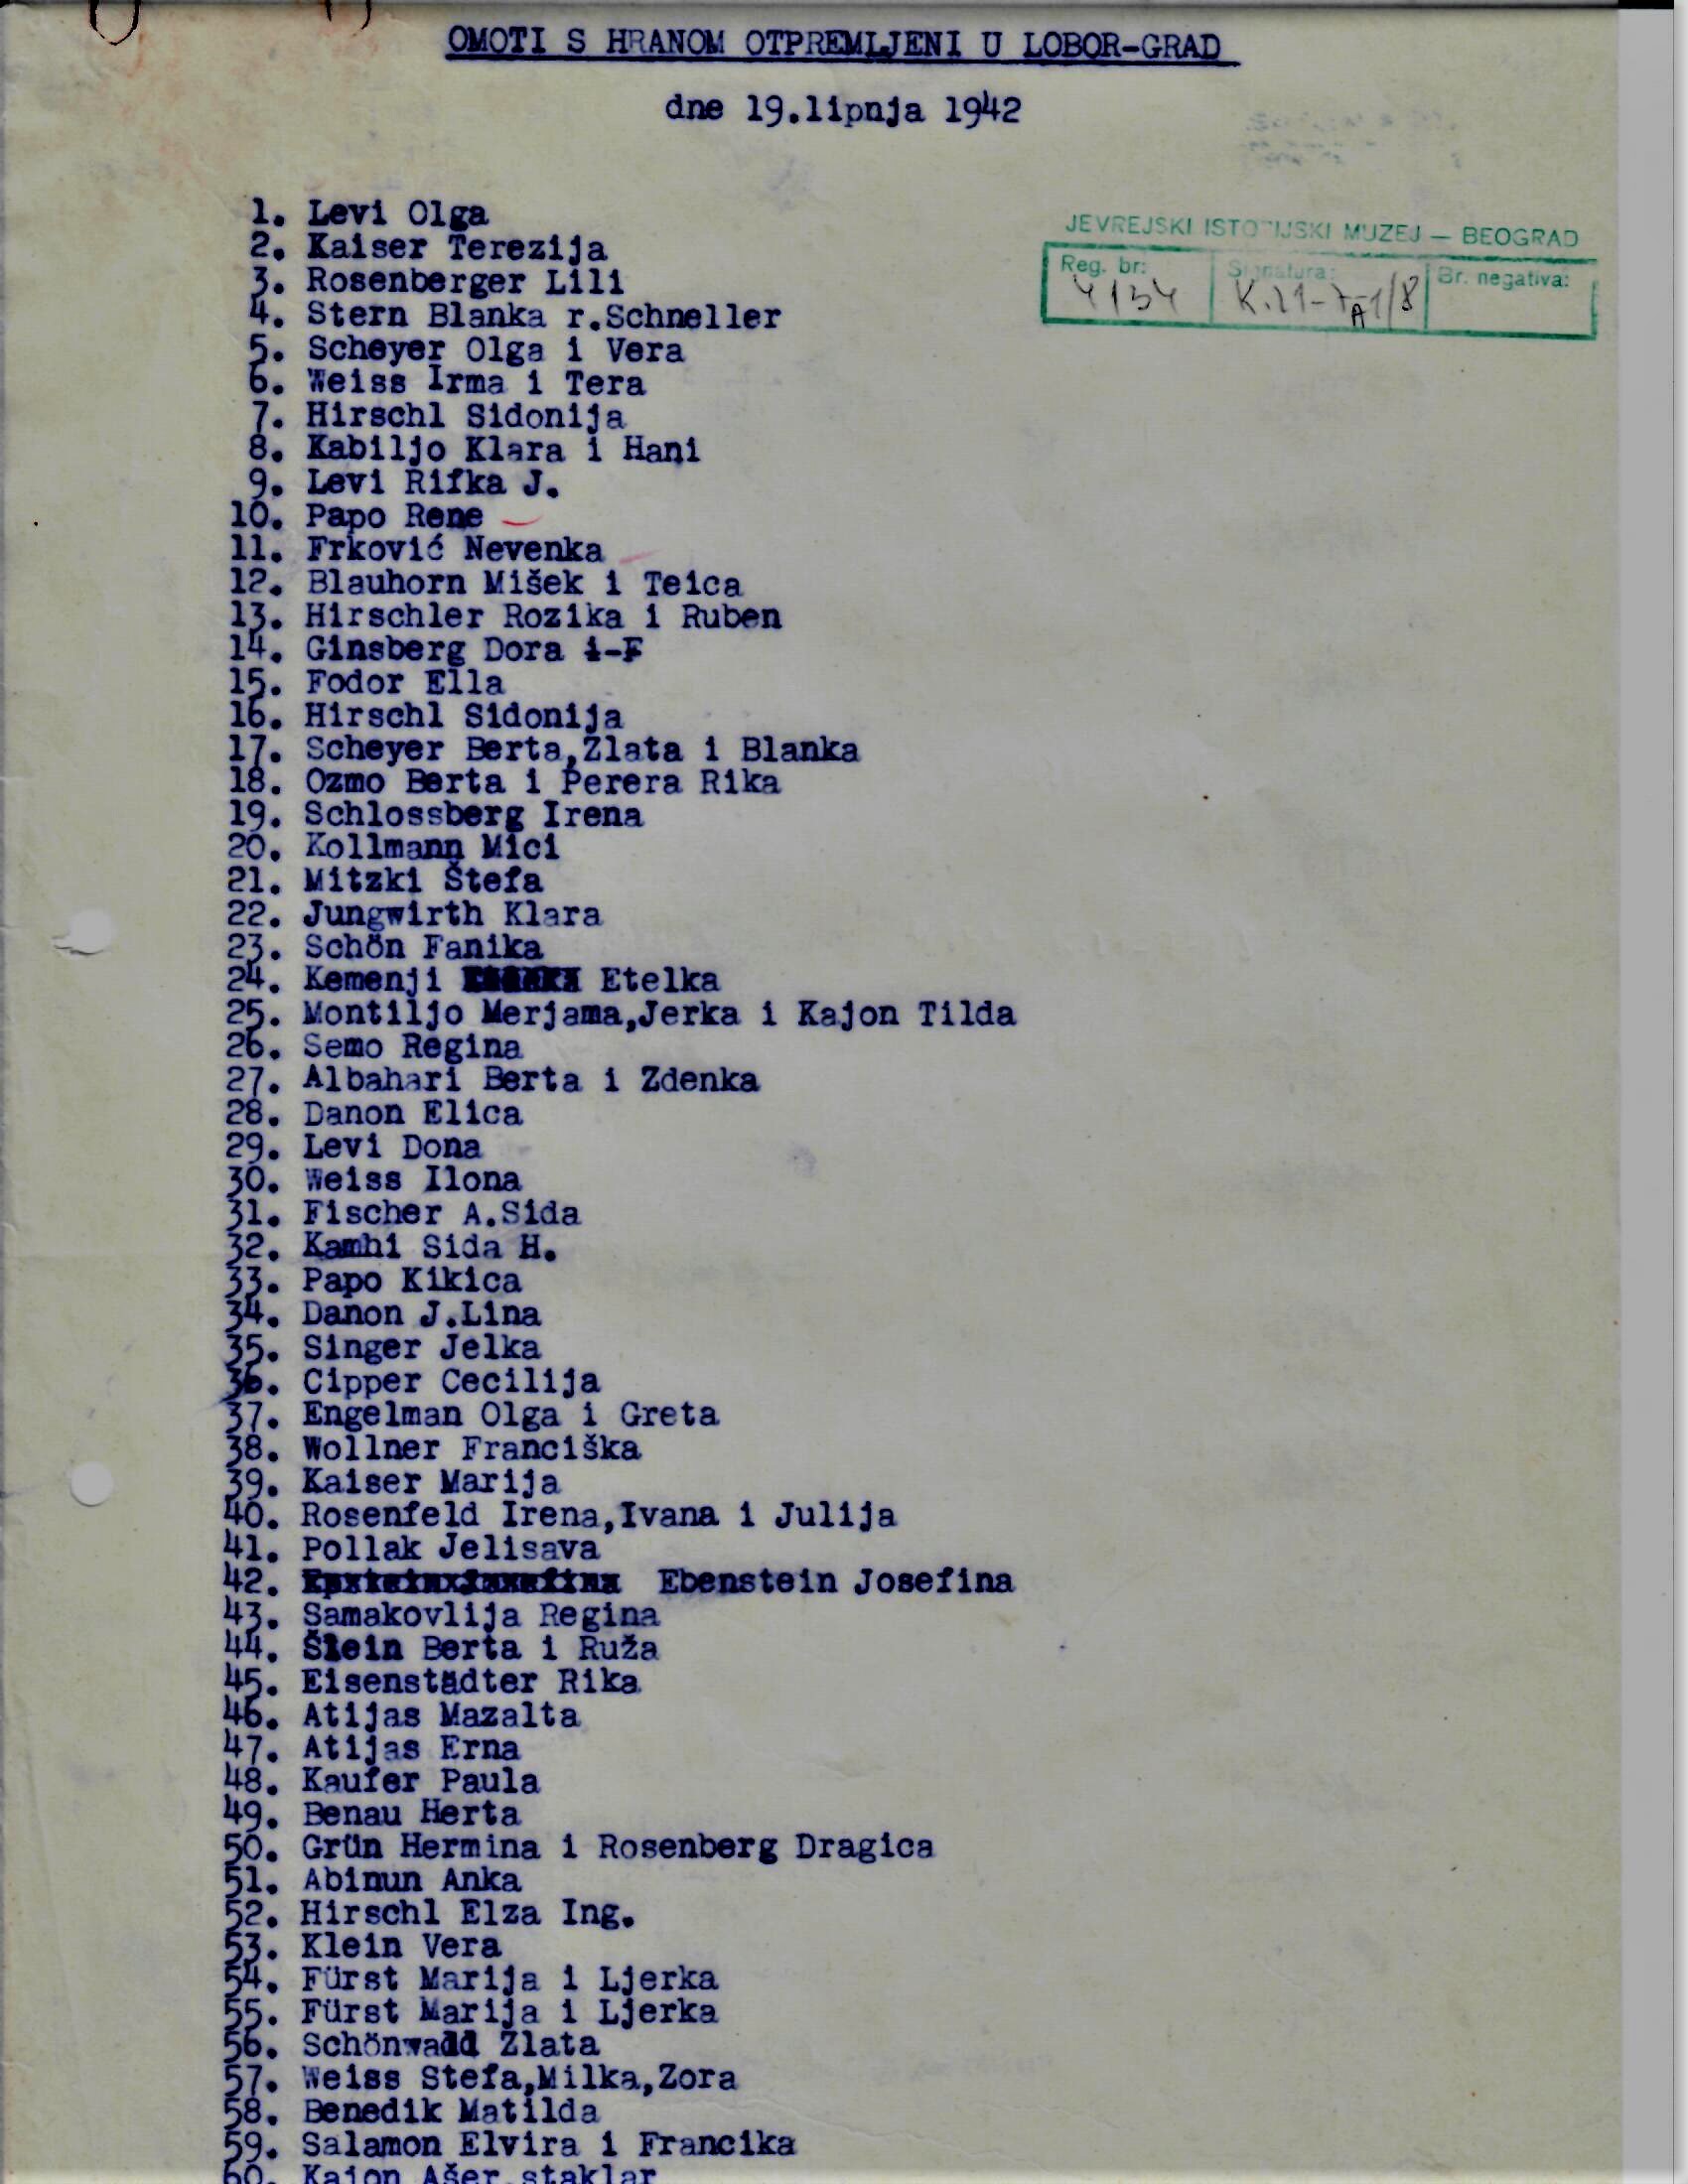 OMOTI S HRANOM OTPREMLJENI U LOBOR-GRAD
dne 19.lipnja 1942
JEVREJSKI ISTORIJSKI MUZEJ — BEOGRAD
Reg. br: Signatura: Br. negativa:
4134 K.21-7A-1/8
1. Levi Olga
2. Kaiser Terezija
3. Rosenberger Lili
4. Stern Blanka r.Schneller
5. Scheyer Olga i Vera
6. Weiss Irma i Tera
7. Hirschl Sidonija
8. Kabiljo Klara i Hani
9. Levi Rifka J.
10. Papo Rene
11. Frković Nevenka
12. Blauhorn Mišek i Teica
13. Hirschler Rozika i Ruben
14. Ginsberg Dora i-F
15. Fodor Ella
16. Hirschl Sidonija
17. Scheyer Berta,Zlata i Blanka
18. Ozmo Berta i Perera Rika
19. Schlossberg Irena
20. Kollmann Mici
21. Mitzki Štefa
22. Jungwirth Klara
23. Schön Fanika
24. Kemenji Etelka
25. Montiljo Merjama,Jerka i Kajon Tilda
26. Semo Regina
27. Albahari Berta i Zdenka
28. Danon Elica
29. Levi Dona
30. Weiss Ilona
31. Fischer A.Sida
32. Kamhi Sida H.
33. Papo Kikica
34. Danon J.Lina
35. Singer Jelka
36. Cipper Cecilija
37. Engelman Olga i Greta
38. Wollner Franciška
39. Kaiser Marija
40. Rosenfeld Irena,Ivana i Julija
41. Pollak Jelisava
42. Ebenstein Josefina
43. Samakovlija Regina
44. Šlein Berta i Ruža
45. Eisenstädter Rika
46. Atijas Mazalta
47. Atijas Erna
48. Kaufer Paula
49. Benau Herta
50. Grün Hermina i Rosenberg Dragica
51. Abinun Anka
52. Hirschl Elza Ing.
53. Klein Vera
54. Fürst Marija i Ljerka
55. Fürst Marija i Ljerka
56. Schönwadd Zlata
57. Weiss Stefa,Milka,Zora
58. Benedik Matilda
59. Salamon Elvira i Francika
60. Kajon Ašer,staklar